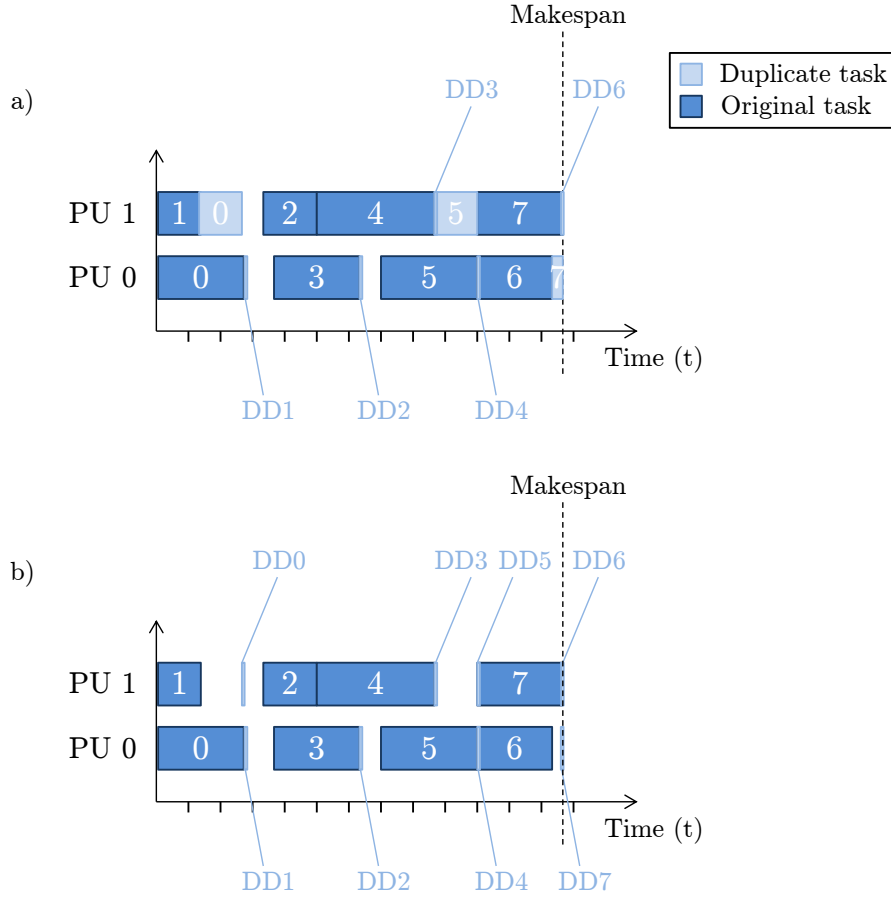 Makespan
Duplicate task
Original task
a)
DD3
DD6
PU 1
1
0
2
4
5
7
PU 0
0
3
5
6
7
Time (t)
DD1
DD2
DD4
Makespan
b)
DD0
DD3
DD5
DD6
PU 1
1
2
4
7
PU 0
0
3
5
6
Time (t)
DD1
DD2
DD4
DD7